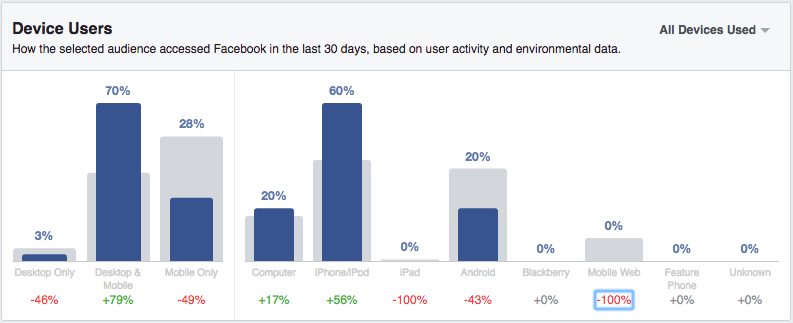 Device Users
All Devices Used
How the selected audience accessed Facebook in the last 30 days, based on user activity and environmental data.
3% 70% 28% 20% 60% 0% 20% 0% 0% 0% 0%
Desktop Only Desktop & Mobile Mobile Only Computer iPhone/iPod iPad Android Blackberry Mobile Web Feature Phone Unknown
-46% +79% -49% +17% +56% -100% -43% +0% -100% +0% +0%